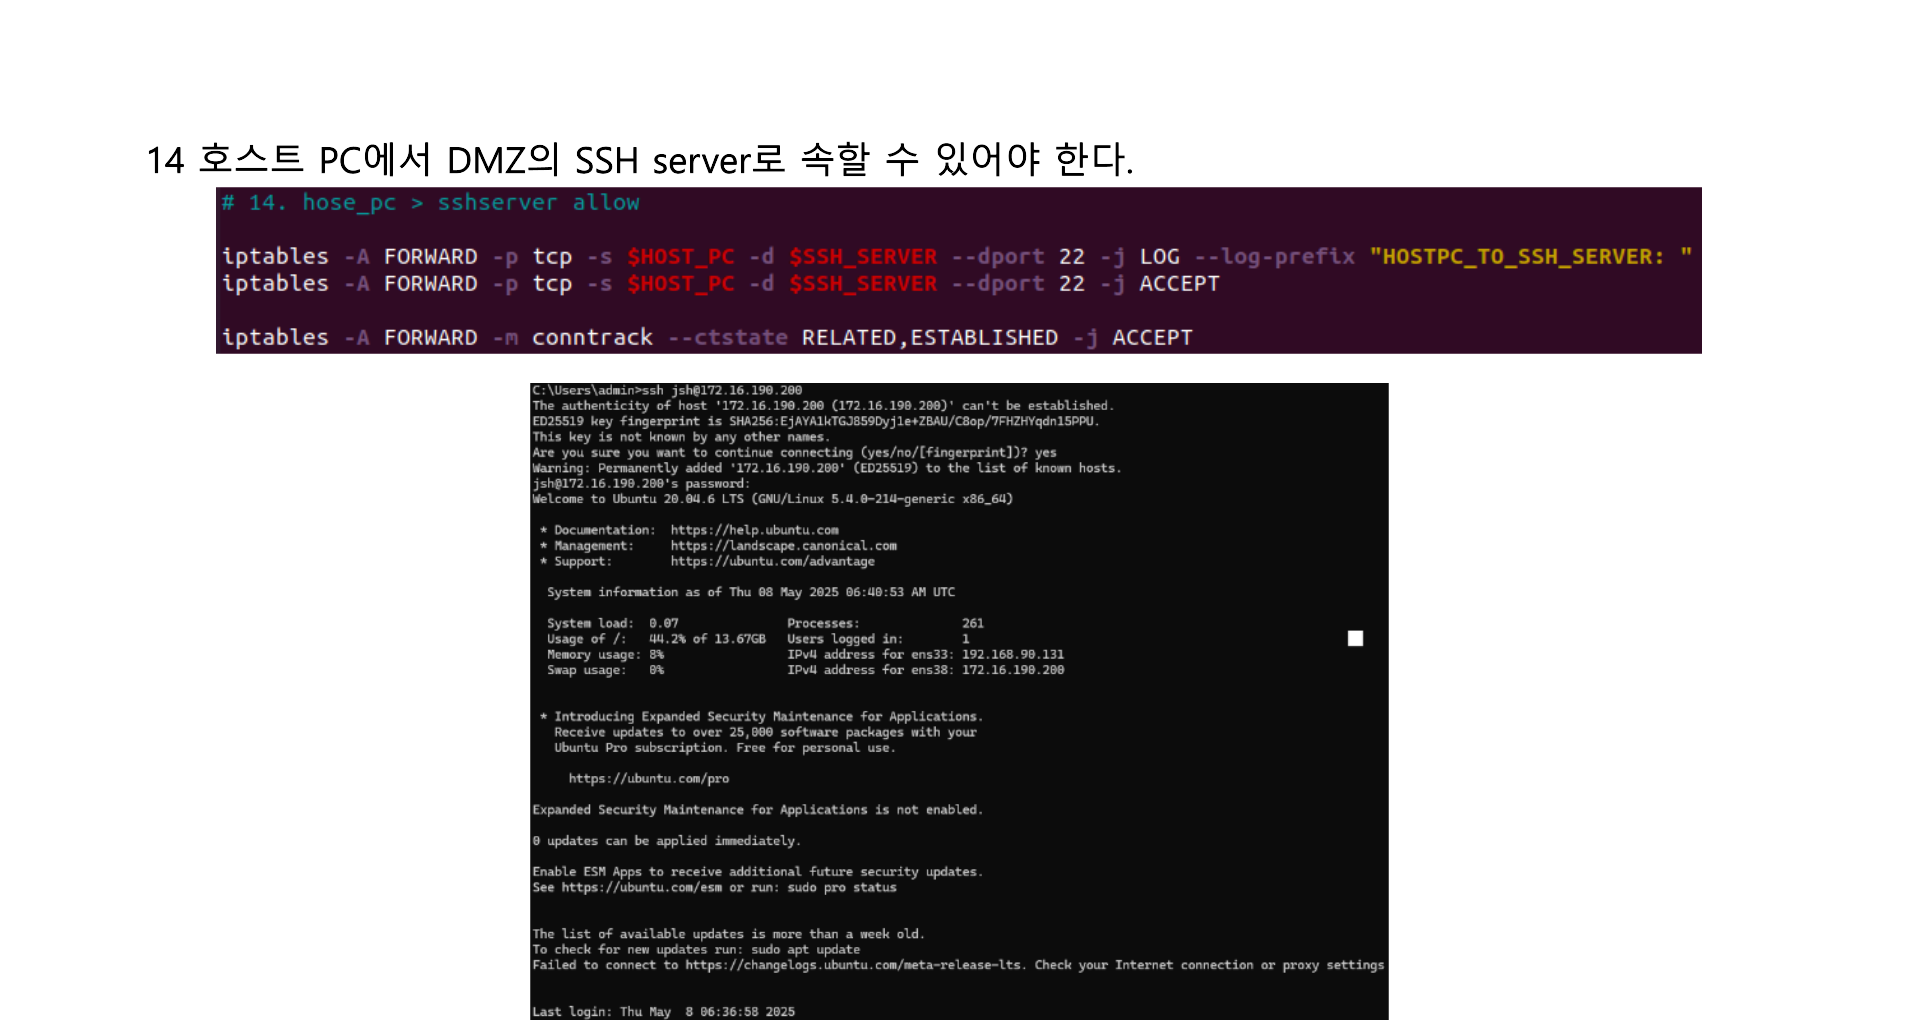 14 호스트 PC에서 DMZ의 SSH server로 속할 수 있어야 한다.
# 14. hose_pc > sshserver allow
iptables -A FORWARD -p tcp -s $HOST_PC -d $SSH_SERVER --dport 22 -j LOG --log-prefix "HOSTPC_TO_SSH_SERVER: "
iptables -A FORWARD -p tcp -s $HOST_PC -d $SSH_SERVER --dport 22 -j ACCEPT
iptables -A FORWARD -m conntrack --ctstate RELATED,ESTABLISHED -j ACCEPT
C:\Users\admin>ssh jsh@172.16.190.200
The authenticity of host '172.16.190.200 (172.16.190.200)' can't be established.
ED25519 key fingerprint is SHA256:EjAYA1kTGJ859Dyj1e+ZBAU/C8op/7FHZHYqdn15PPU.
This key is not known by any other names.
Are you sure you want to continue connecting (yes/no/[fingerprint])? yes
Warning: Permanently added '172.16.190.200' (ED25519) to the list of known hosts.
jsh@172.16.190.200's password:
Welcome to Ubuntu 20.04.6 LTS (GNU/Linux 5.4.0-214-generic x86_64)
* Documentation:  https://help.ubuntu.com
* Management:     https://landscape.canonical.com
* Support:        https://ubuntu.com/advantage
System information as of Thu 08 May 2025 06:40:53 AM UTC
System load:  0.07               Processes:              261
Usage of /:   44.2% of 13.67GB   Users logged in:        1
Memory usage: 8%                 IPv4 address for ens33: 192.168.90.131
Swap usage:   0%                 IPv4 address for ens38: 172.16.190.200
* Introducing Expanded Security Maintenance for Applications.
Receive updates to over 25,000 software packages with your
Ubuntu Pro subscription. Free for personal use.
https://ubuntu.com/pro
Expanded Security Maintenance for Applications is not enabled.
0 updates can be applied immediately.
Enable ESM Apps to receive additional future security updates.
See https://ubuntu.com/esm or run: sudo pro status
The list of available updates is more than a week old.
To check for new updates run: sudo apt update
Failed to connect to https://changelogs.ubuntu.com/meta-release-lts. Check your Internet connection or proxy settings
Last login: Thu May  8 06:36:58 2025